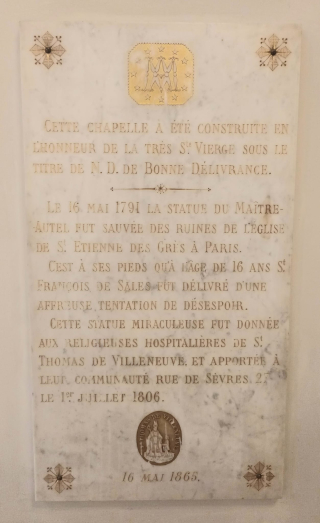 CETTE CHAPELLE A ÉTÉ CONSTRUITE EN
L'HONNEUR DE LA TRÈS Ste VIERGE SOUS LE
TITRE DE N. D. DE BONNE DÉLIVRANCE.
LE 16 MAI 1791 LA STATUE DU MAÎTRE-
AUTEL FUT SAUVÉE DES RUINES DE L'ÉGLISE
DE St ETIENNE DES GRÈS À PARIS.
C'EST À SES PIEDS QU'À L'AGE DE 16 ANS St
FRANÇOIS DE SALES FUT DÉLIVRÉ D'UNE
AFFREUSE TENTATION DE DÉSESPOIR.
CETTE STATUE MIRACULEUSE FUT DONNÉE
AUX RELIGIEUSES HOSPITALIÈRES DE St
THOMAS DE VILLENEUVE, ET APPORTÉE À
LEUR COMMUNAUTÉ RUE DE SÈVRES,
LE 1er JUILLET 1806.
16 MAI 1865.